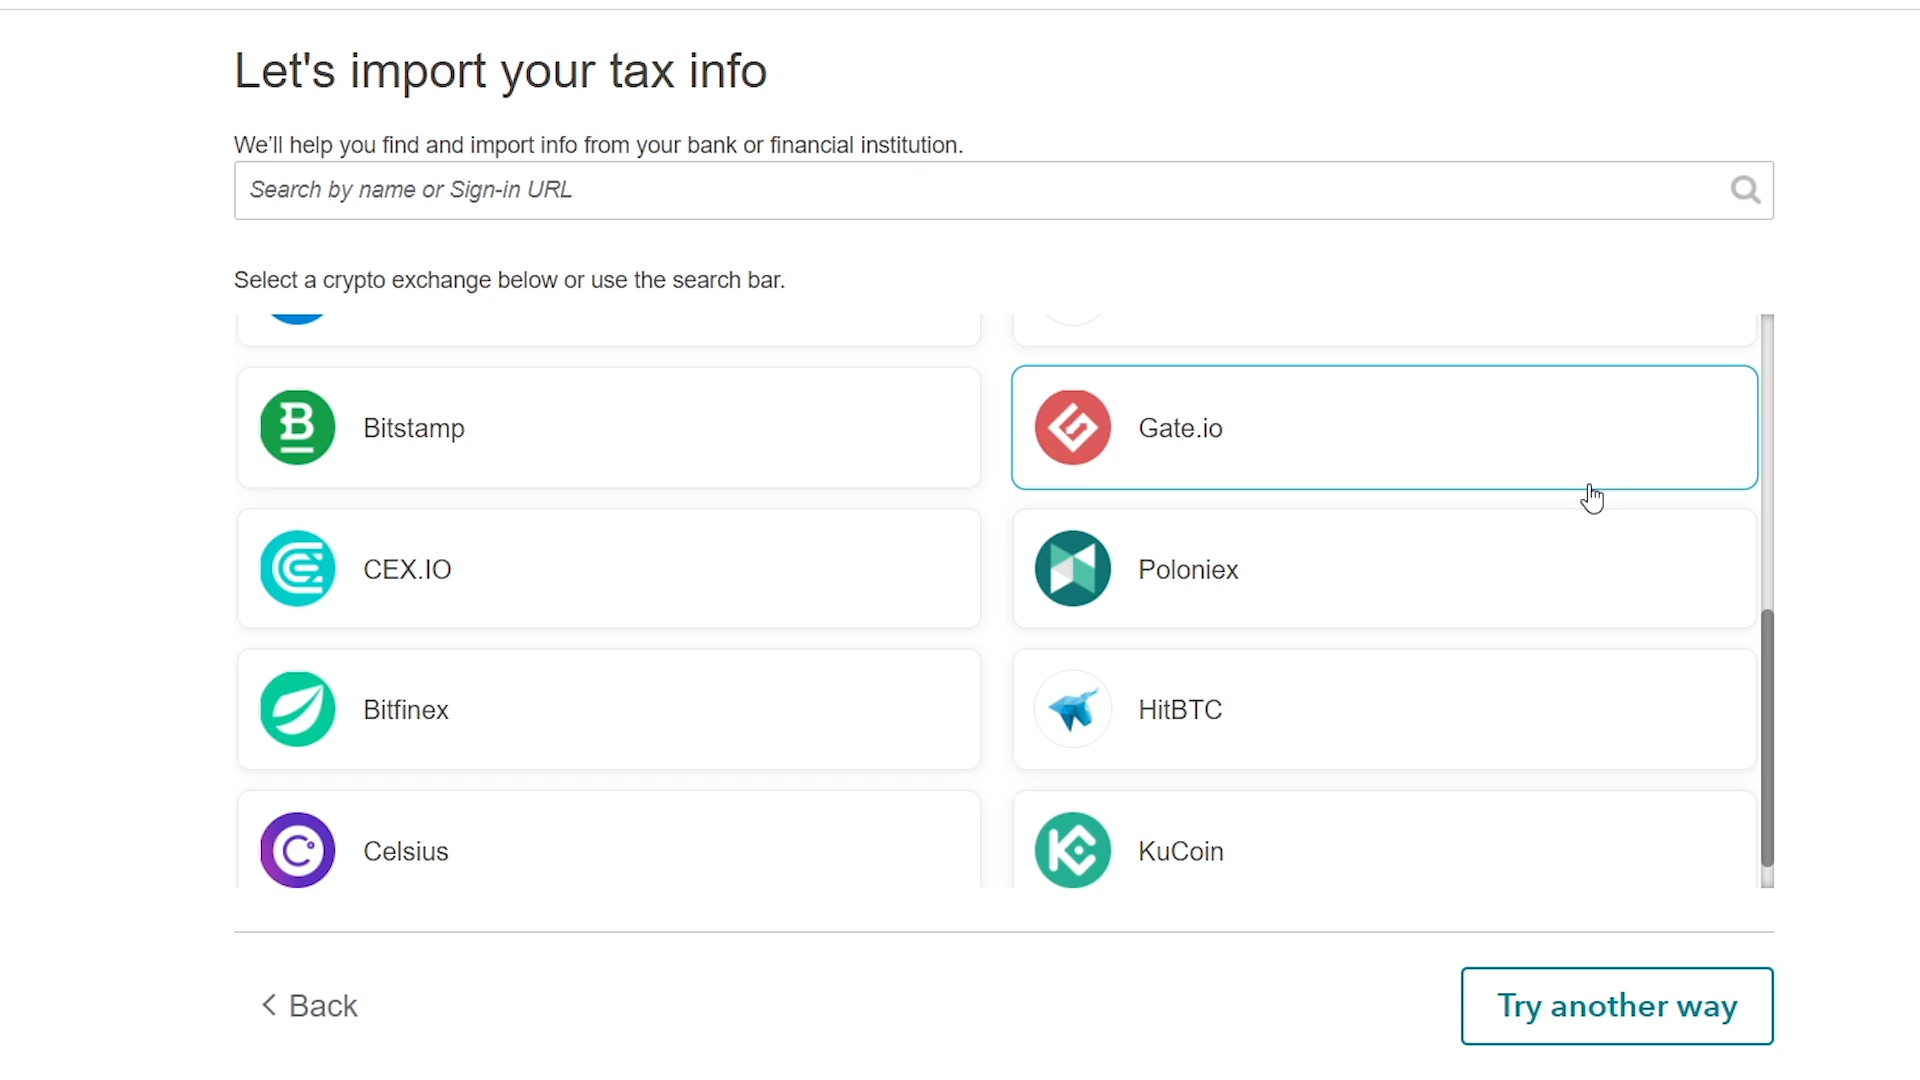 Let's import your tax info
We’ll help you find and import info from your bank or financial institution.
Search by name or Sign-in URL
Select a crypto exchange below or use the search bar.
Bitstamp
Gate.io
CEX.IO
Poloniex
Bitfinex
HitBTC
Celsius
KuCoin
Back
Try another way